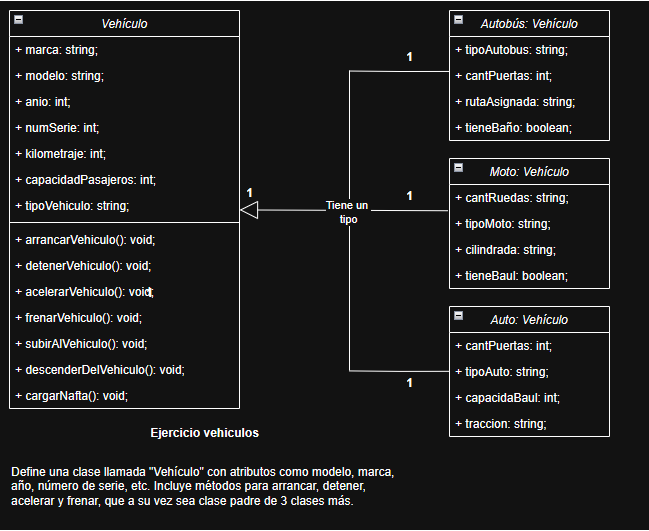 Vehículo
+ marca: string;
+ modelo: string;
+ anio: int;
+ numSerie: int;
+ kilometraje: int;
+ capacidadPasajeros: int;
+ tipoVehiculo: string;
+ arrancarVehiculo(): void;
+ detenerVehiculo(): void;
+ acelerarVehiculo(): void;
+ frenarVehiculo(): void;
+ subirAlVehiculo(): void;
+ descenderDelVehiculo(): void;
+ cargarNafta(): void;
1
Tiene un
tipo
1
Autobús: Vehículo
+ tipoAutobus: string;
+ cantPuertas: int;
+ rutaAsignada: string;
+ tieneBaño: boolean;
1
Moto: Vehículo
+ cantRuedas: string;
+ tipoMoto: string;
+ cilindrada: string;
+ tieneBaul: boolean;
1
Auto: Vehículo
+ cantPuertas: int;
+ tipoAuto: string;
+ capacidaBaul: int;
+ traccion: string;
Ejercicio vehiculos
Define una clase llamada "Vehículo" con atributos como modelo, marca,
año, número de serie, etc. Incluye métodos para arrancar, detener,
acelerar y frenar, que a su vez sea clase padre de 3 clases más.